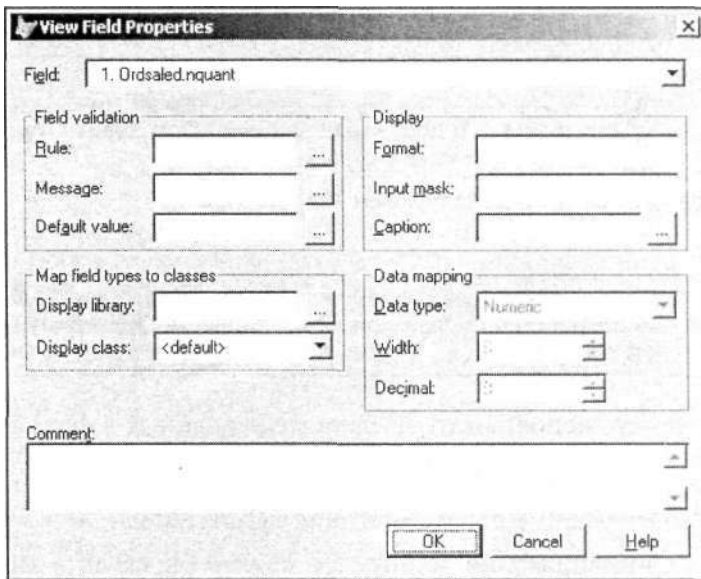 View Field Properties
Field: 1. Ordsaled.nquant
Field validation
Rule: ...
Message: ...
Default value: ...
Display
Format:
Input mask:
Caption: ...
Map field types to classes
Display library: ...
Display class: <default>
Data mapping
Data type: Numeric
Width:
Decimal:
Comment:
OK Cancel Help